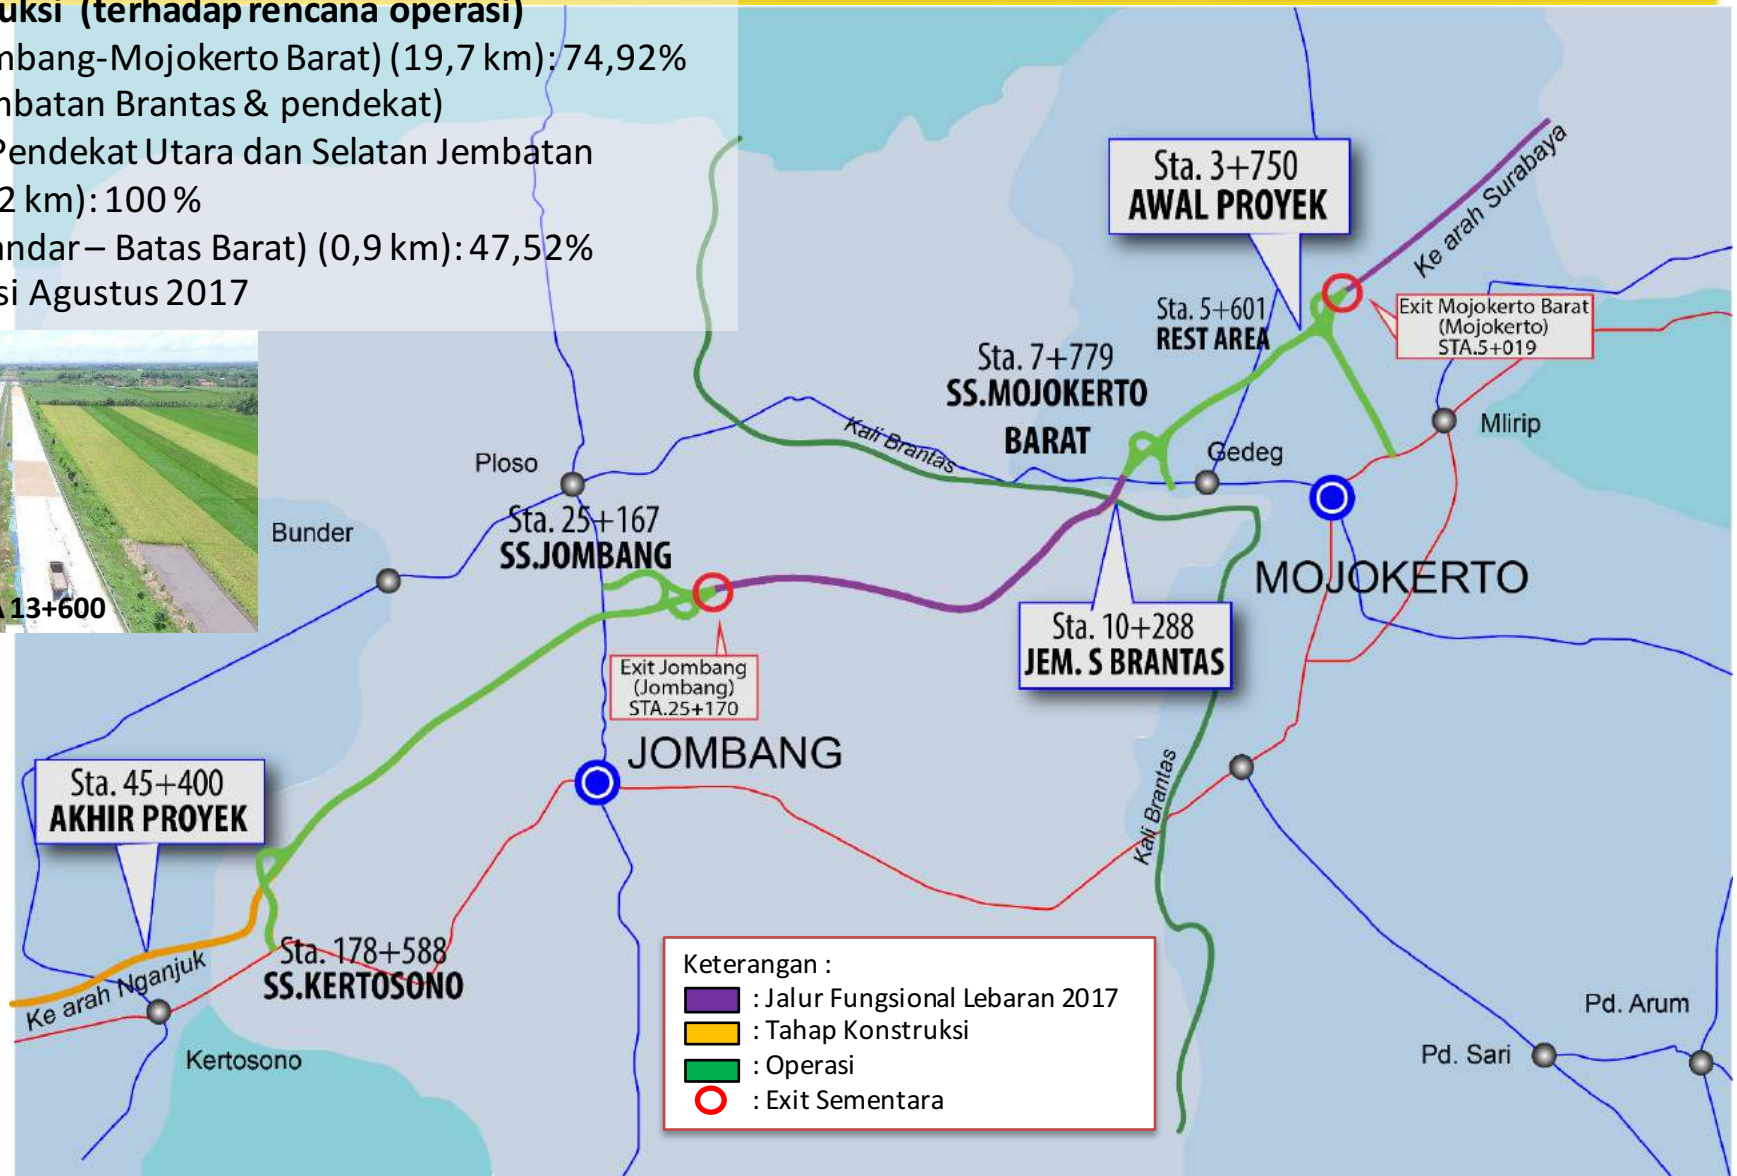 uksi (terhadap rencana operasi)
mbang-Mojokerto Barat) (19,7 km): 74,92%
mbatan Brantas & pendekat)
Pendekat Utara dan Selatan Jembatan
2 km): 100 %
andar – Batas Barat) (0,9 km): 47,52%
si Agustus 2017
13+600
Sta. 3+750
AWAL PROYEK
Ke arah Surabaya
Sta. 5+601
REST AREA
Exit Mojokerto Barat
(Mojokerto)
STA.5+019
Sta. 7+779
SS.MOJOKERTO
BARAT
Mlirip
Gedeg
Kali Brantas
Ploso
Bunder
Sta. 25+167
SS.JOMBANG
MOJOKERTO
Sta. 10+288
JEM. S BRANTAS
Exit Jombang
(Jombang)
STA.25+170
JOMBANG
Kali Brantas
Sta. 45+400
AKHIR PROYEK
Sta. 178+588
SS.KERTOSONO
Ke arah Nganjuk
Kertosono
Pd. Arum
Pd. Sari
Keterangan :
: Jalur Fungsional Lebaran 2017
: Tahap Konstruksi
: Operasi
: Exit Sementara